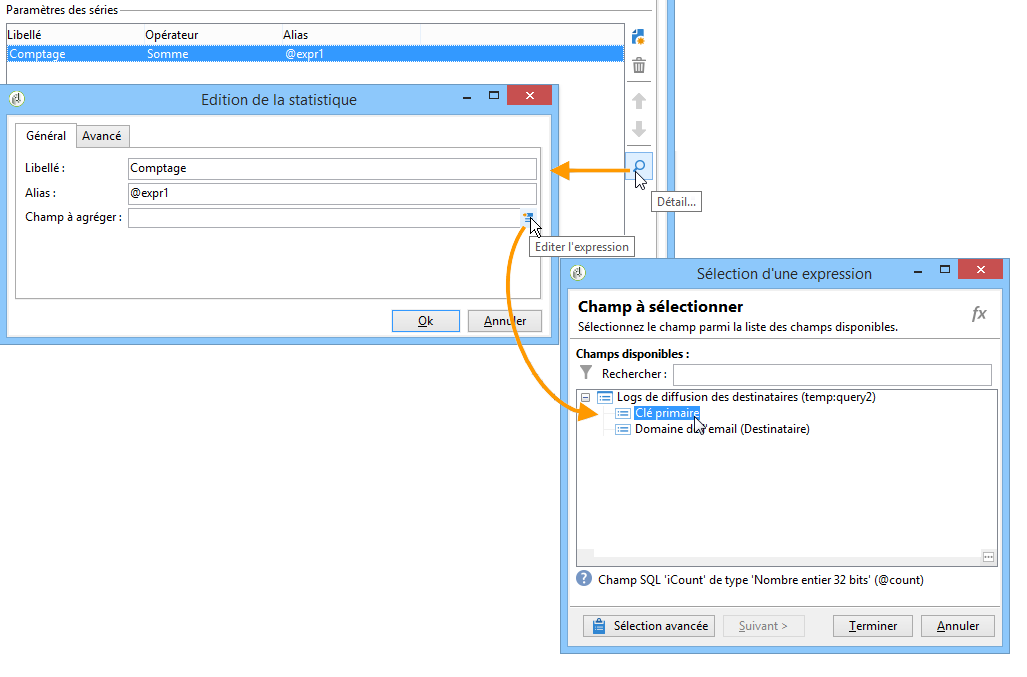 Paramètres des séries
Libellé Opérateur Alias
Comptage Somme @expr1
Edition de la statistique
Général Avancé
Libellé : Comptage
Alias : @expr1
Champ à agréger :
Détail...
Editer l'expression
Ok Annuler
Sélection d'une expression
Champ à sélectionner
fx
Sélectionnez le champ parmi la liste des champs disponibles.
Champs disponibles :
Rechercher :
Logs de diffusion des destinataires (temp:query2)
Clé primaire
Domaine de l'email (Destinataire)
Champ SQL 'iCount' de type 'Nombre entier 32 bits' (@count)
Sélection avancée Suivant > Terminer Annuler